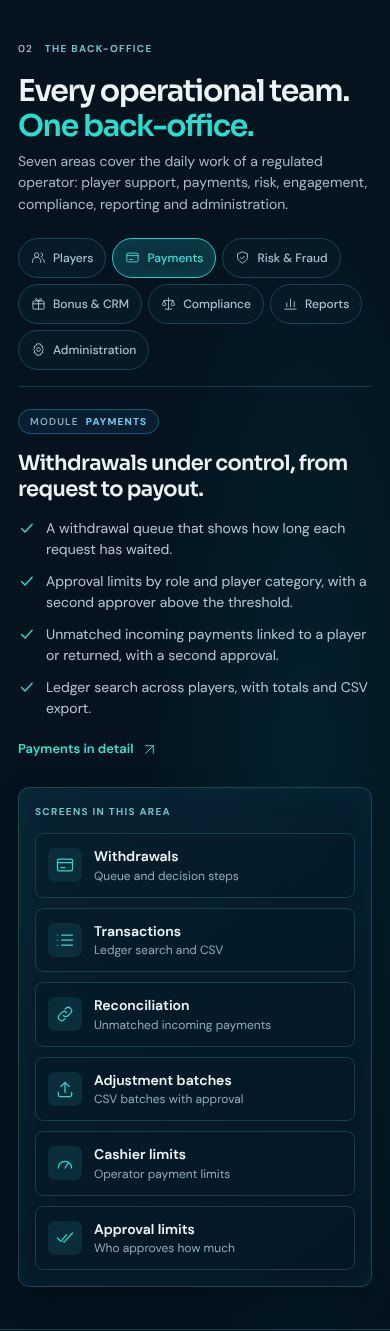 02 THE BACK-OFFICE
Every operational team.
One back-office.
Seven areas cover the daily work of a regulated
operator: player support, payments, risk, engagement,
compliance, reporting and administration.
Players
Payments
Risk & Fraud
Bonus & CRM
Compliance
Reports
Administration
MODULE PAYMENTS
Withdrawals under control, from
request to payout.
A withdrawal queue that shows how long each
request has waited.
Approval limits by role and player category, with a
second approver above the threshold.
Unmatched incoming payments linked to a player
or returned, with a second approval.
Ledger search across players, with totals and CSV
export.
Payments in detail
SCREENS IN THIS AREA
Withdrawals
Queue and decision steps
Transactions
Ledger search and CSV
Reconciliation
Unmatched incoming payments
Adjustment batches
CSV batches with approval
Cashier limits
Operator payment limits
Approval limits
Who approves how much